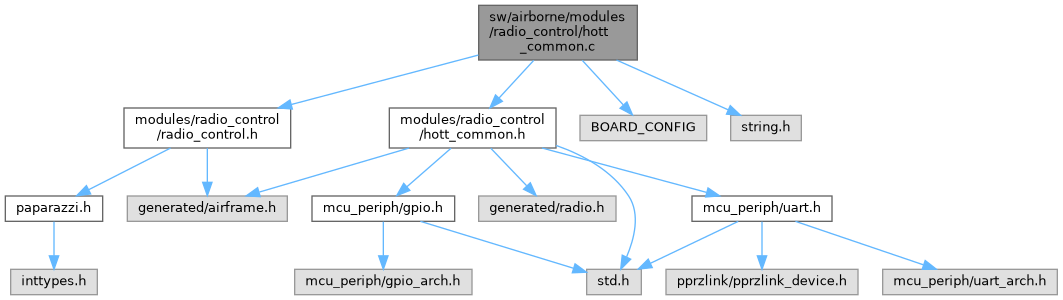 sw/airborne/modules
/radio_control/hott
_common.c
modules/radio_control
/radio_control.h
modules/radio_control
/hott_common.h
BOARD_CONFIG
string.h
paparazzi.h
generated/airframe.h
mcu_periph/gpio.h
generated/radio.h
mcu_periph/uart.h
inttypes.h
mcu_periph/gpio_arch.h
std.h
pprzlink/pprzlink_device.h
mcu_periph/uart_arch.h